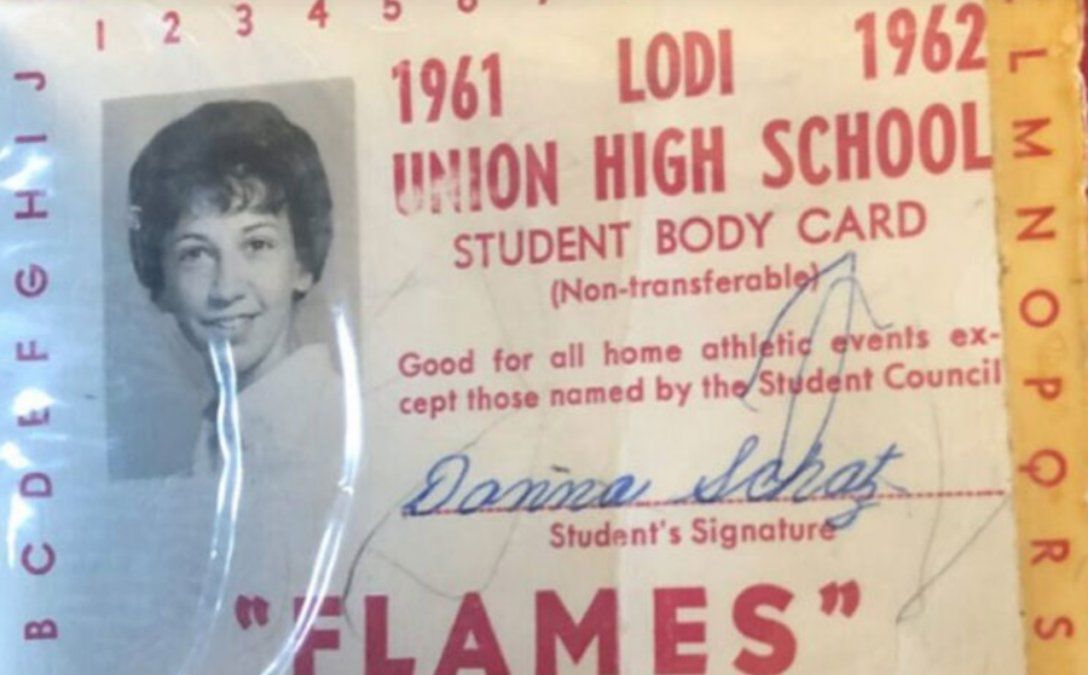 1 2 3 4 5 6
1961 LODI 1962
UNION HIGH SCHOOL
STUDENT BODY CARD
(Non-transferable)
Good for all home athletic events ex-
cept those named by the Student Council
Donna Schatz
Student's Signature
"FLAMES"
J
I
H
G
F
E
D
C
B
L
M
N
O
P
Q
R
S